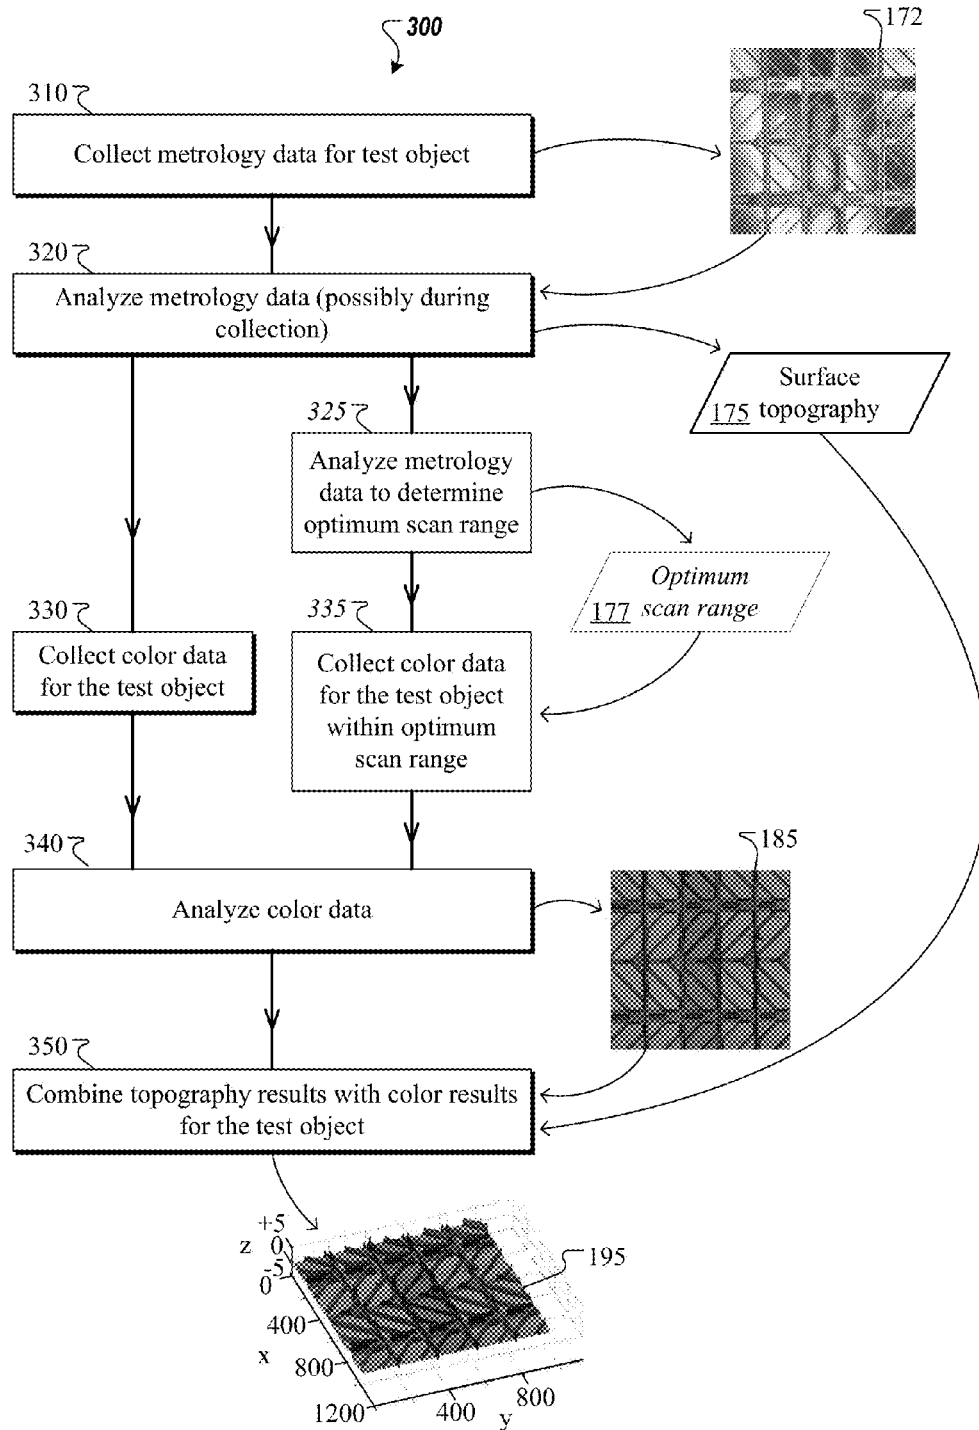 300
172
310
Collect metrology data for test object
320
Analyze metrology data (possibly during
collection)
Surface
175 topography
325
Analyze metrology
data to determine
optimum scan range
Optimum
177 scan range
330
Collect color data
for the test object
335
Collect color data
for the test object
within optimum
scan range
340
Analyze color data
185
350
Combine topography results with color results
for the test object
+5
z 0
-5
0
400
x
800
1200
400
y
800
195